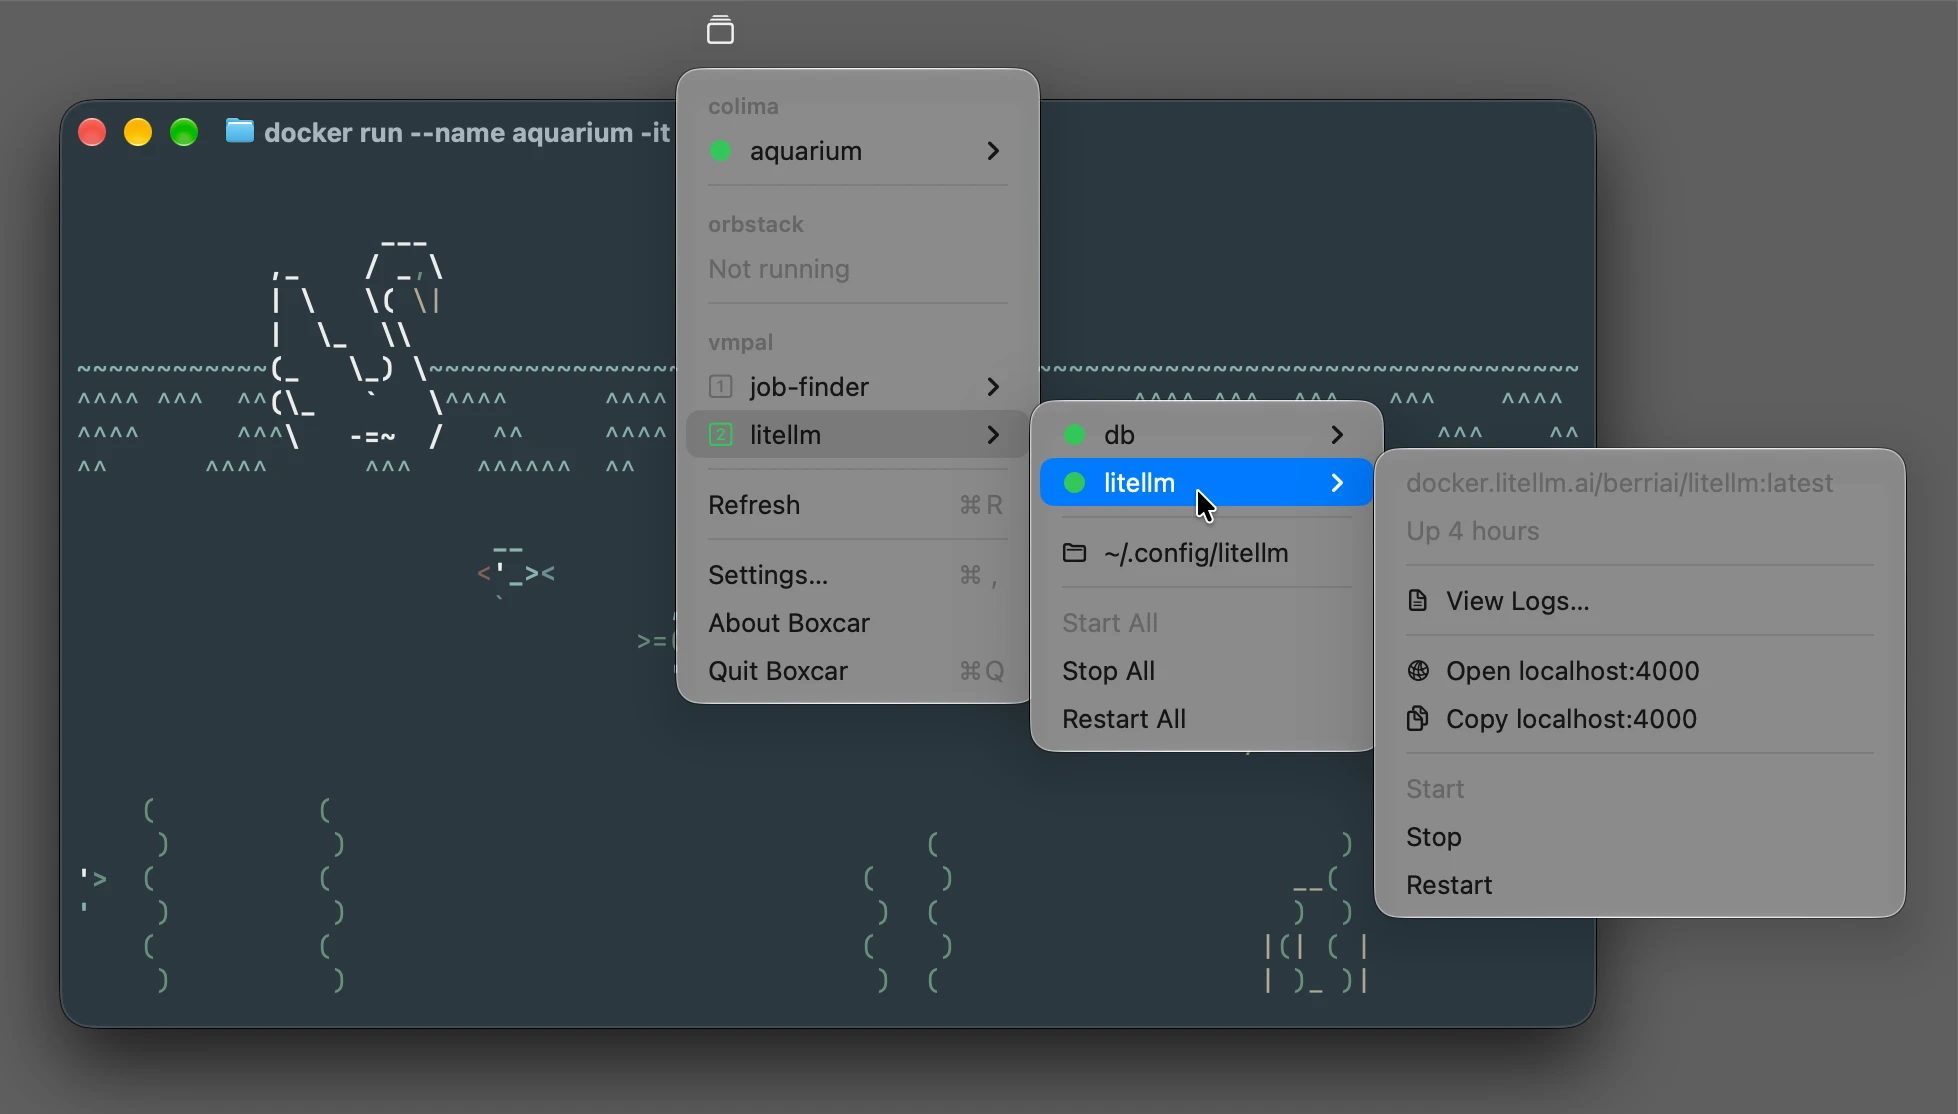 docker run --name aquarium -it
colima
aquarium
orbstack
Not running
vmpal
1 job-finder
2 litellm
Refresh ⌘R
Settings... ⌘,
About Boxcar
Quit Boxcar ⌘Q
db
litellm
~/.config/litellm
Start All
Stop All
Restart All
docker.litellm.ai/berriai/litellm:latest
Up 4 hours
View Logs...
Open localhost:4000
Copy localhost:4000
Start
Stop
Restart